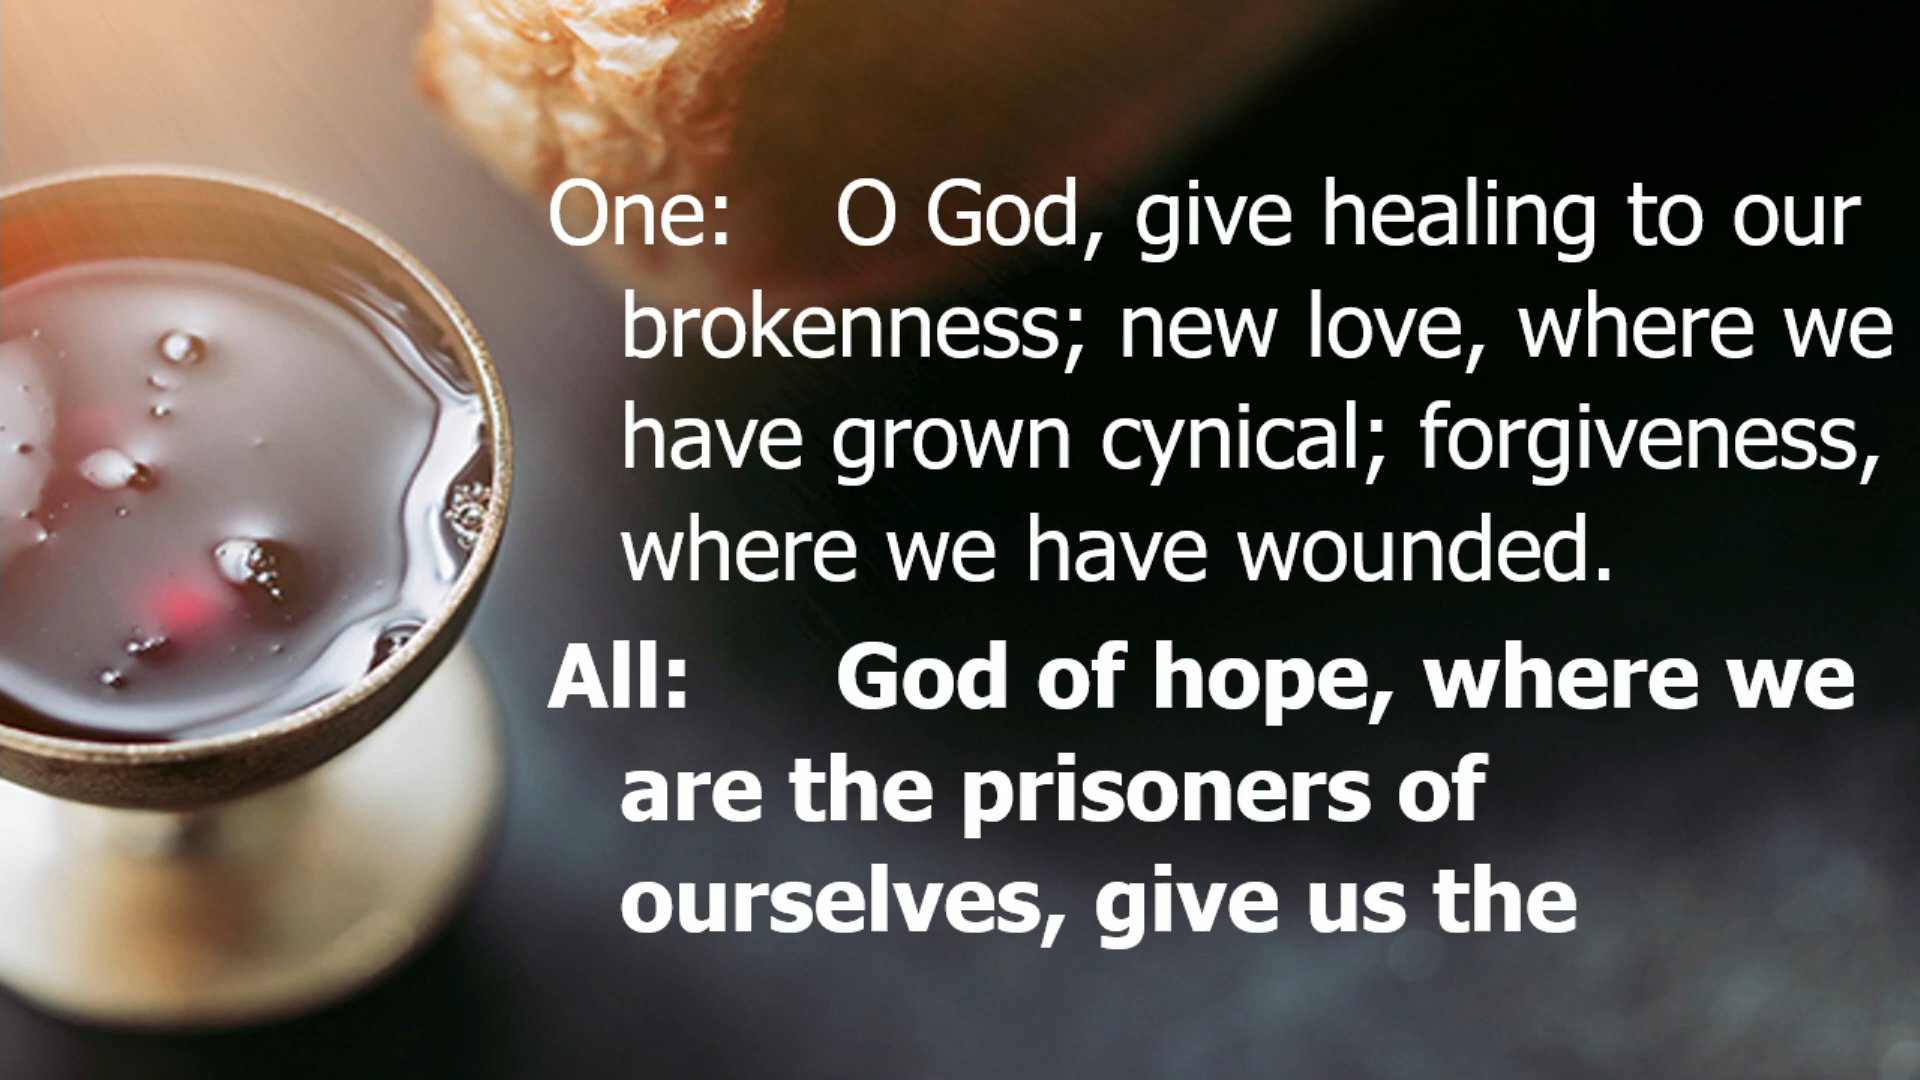 One: O God, give healing to our
brokenness; new love, where we
have grown cynical; forgiveness,
where we have wounded.
All: God of hope, where we
are the prisoners of
ourselves, give us the